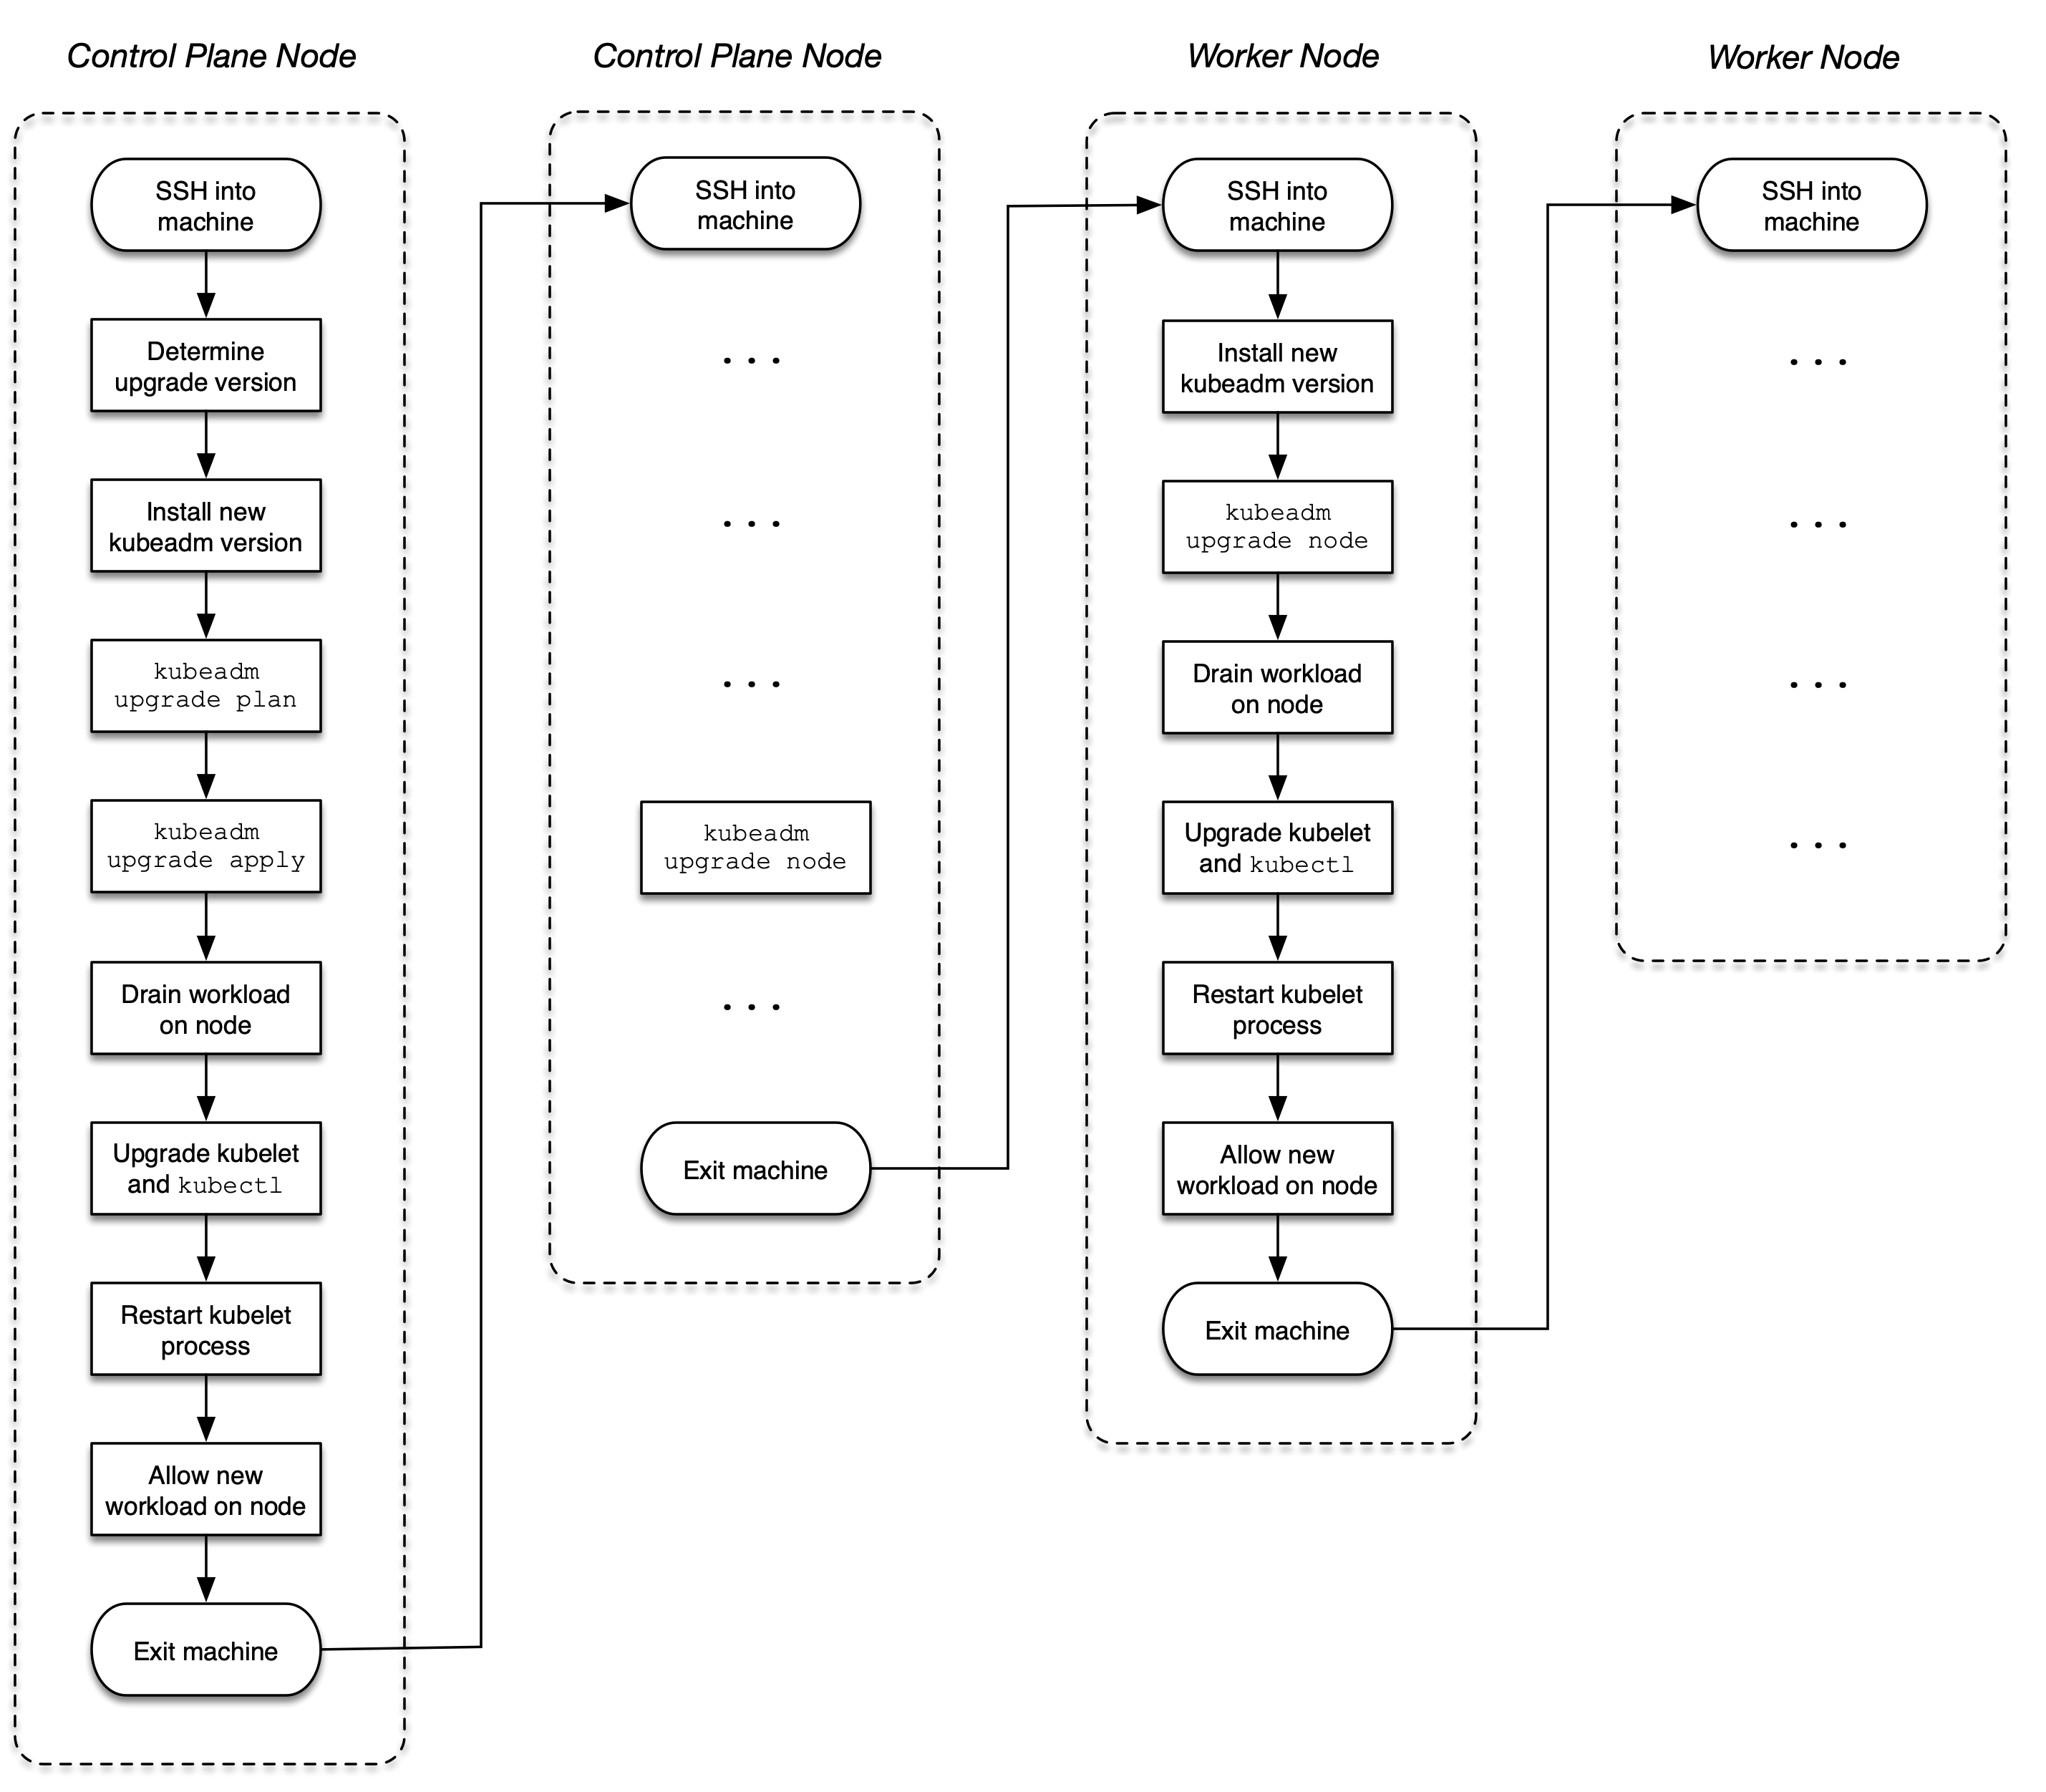 Control Plane Node
SSH into
machine
Determine
upgrade version
Install new
kubeadm version
kubeadm
upgrade plan
kubeadm
upgrade apply
Drain workload
on node
Upgrade kubelet
and kubectl
Restart kubelet
process
Allow new
workload on node
Exit machine
Control Plane Node
SSH into
machine
. . .
. . .
. . .
kubeadm
upgrade node
. . .
Exit machine
Worker Node
SSH into
machine
Install new
kubeadm version
kubeadm
upgrade node
Drain workload
on node
Upgrade kubelet
and kubectl
Restart kubelet
process
Allow new
workload on node
Exit machine
Worker Node
SSH into
machine
. . .
. . .
. . .
. . .